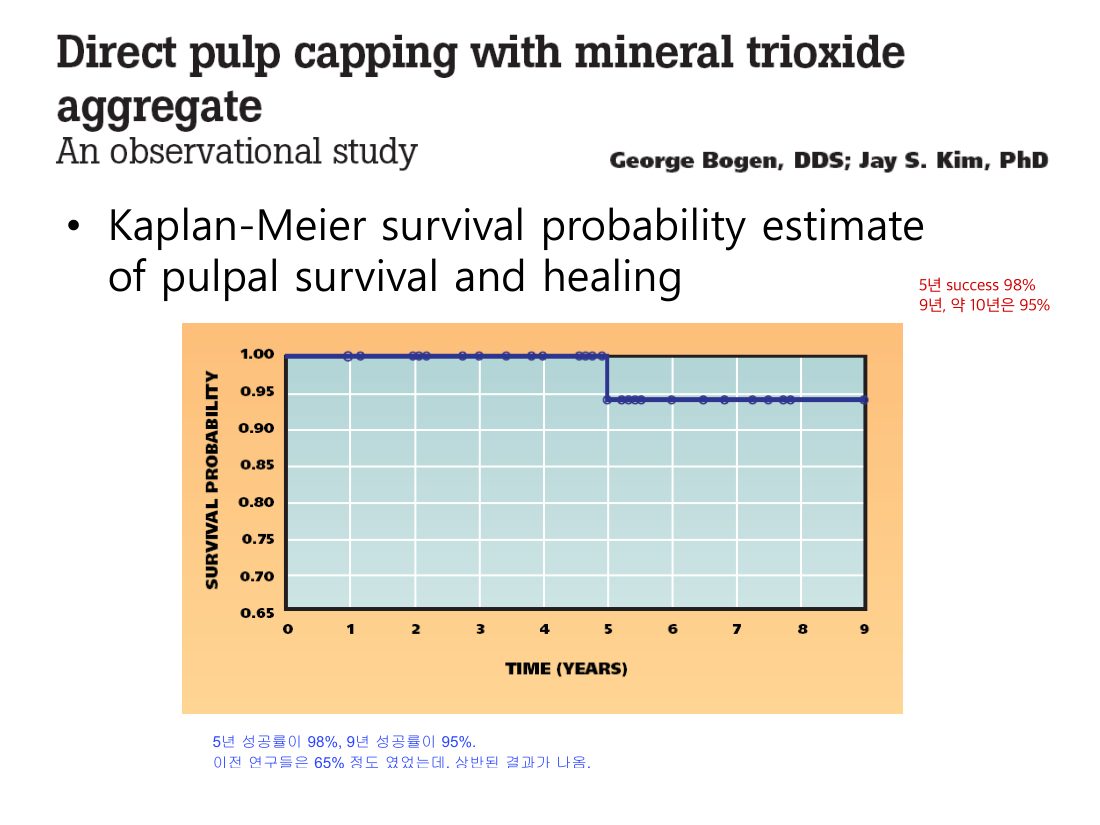 Direct pulp capping with mineral trioxide
aggregate
An observational study
George Bogen, DDS; Jay S. Kim, PhD
• Kaplan-Meier survival probability estimate
of pulpal survival and healing
5년 success 98%
9년, 약 10년은 95%
SURVIVAL PROBABILITY
1.00
0.95
0.90
0.85
0.80
0.75
0.70
0.65
0 1 2 3 4 5 6 7 8 9
TIME (YEARS)
5년 성공률이 98%, 9년 성공률이 95%.
이전 연구들은 65% 정도 였었는데, 상반된 결과가 나옴.